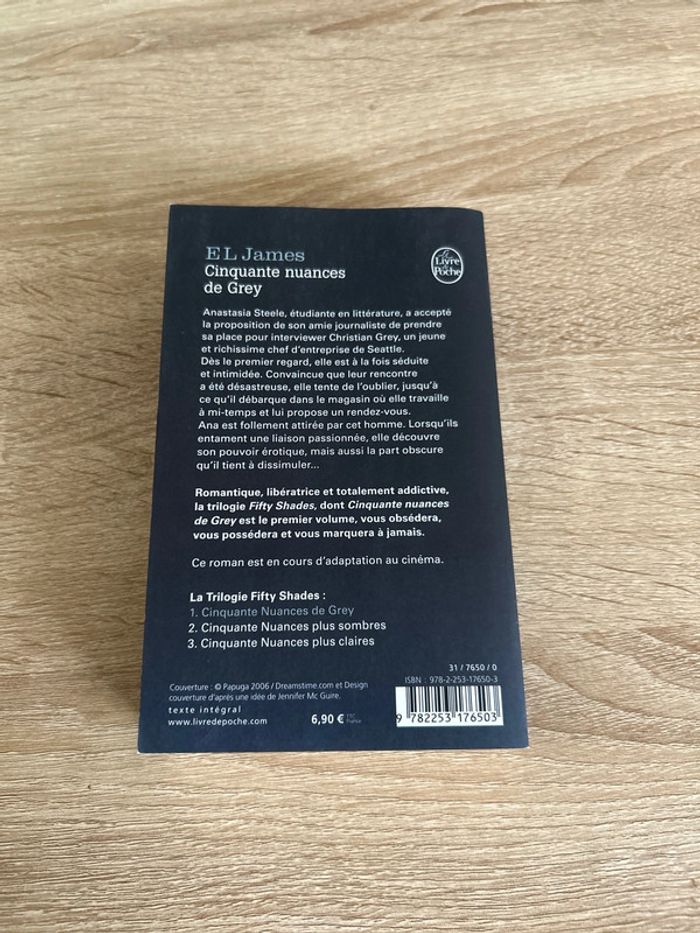 E L James
Cinquante nuances
de Grey
Le
Livre
de
Poche
Anastasia Steele, étudiante en littérature, a accepté
la proposition de son amie journaliste de prendre
sa place pour interviewer Christian Grey, un jeune
et richissime chef d'entreprise de Seattle.
Dès le premier regard, elle est à la fois séduite
et intimidée. Convaincue que leur rencontre
a été désastreuse, elle tente de l'oublier, jusqu'à
ce qu'il débarque dans le magasin où elle travaille
à mi-temps et lui propose un rendez-vous.
Ana est follement attirée par cet homme. Lorsqu'ils
entament une liaison passionnée, elle découvre
son pouvoir érotique, mais aussi la part obscure
qu'il tient à dissimuler...
Romantique, libératrice et totalement addictive,
la trilogie Fifty Shades, dont Cinquante nuances
de Grey est le premier volume, vous obsédera,
vous possédera et vous marquera à jamais.
Ce roman est en cours d'adaptation au cinéma.
La Trilogie Fifty Shades :
1. Cinquante Nuances de Grey
2. Cinquante Nuances plus sombres
3. Cinquante Nuances plus claires
31 / 7650 / 0
ISBN : 978-2-253-17650-3
Couverture : © Papuga 2006 / Dreamstime.com et Design
couverture d'après une idée de Jennifer Mc Guire.
texte intégral
www.livredepoche.com
6,90 €
France
9 782253 176503